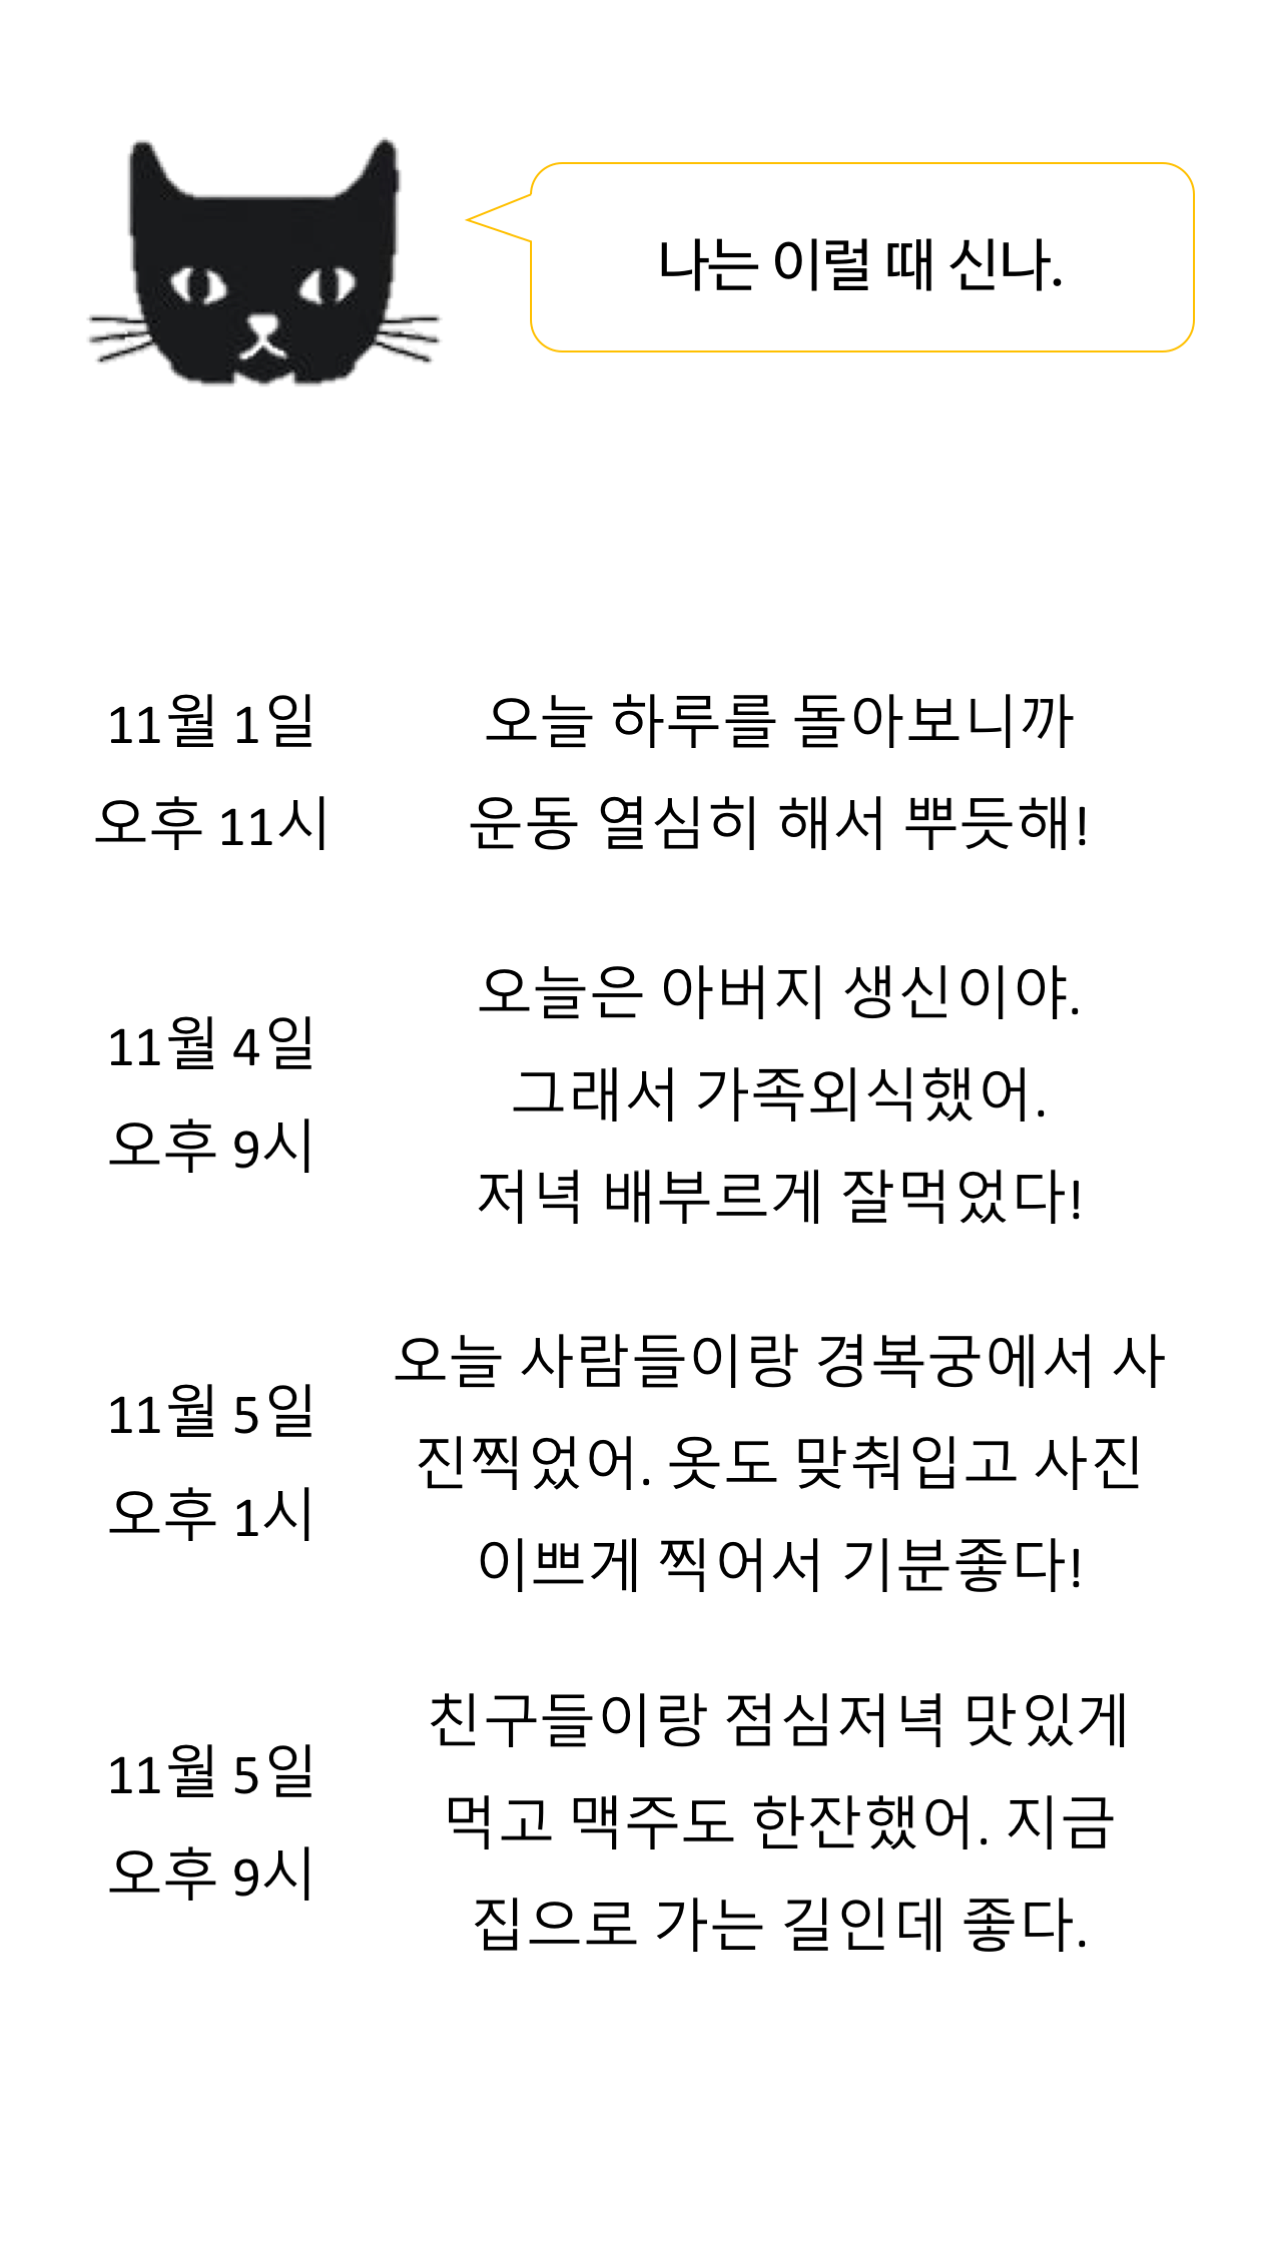 나는 이럴 때 신나.
11월 1일
오후 11시
오늘 하루를 돌아보니까
운동 열심히 해서 뿌듯해!
11월 4일
오후 9시
오늘은 아버지 생신이야.
그래서 가족외식했어.
저녁 배부르게 잘먹었다!
11월 5일
오후 1시
오늘 사람들이랑 경복궁에서 사
진찍었어. 옷도 맞춰입고 사진
이쁘게 찍어서 기분좋다!
11월 5일
오후 9시
친구들이랑 점심저녁 맛있게
먹고 맥주도 한잔했어. 지금
집으로 가는 길인데 좋다.